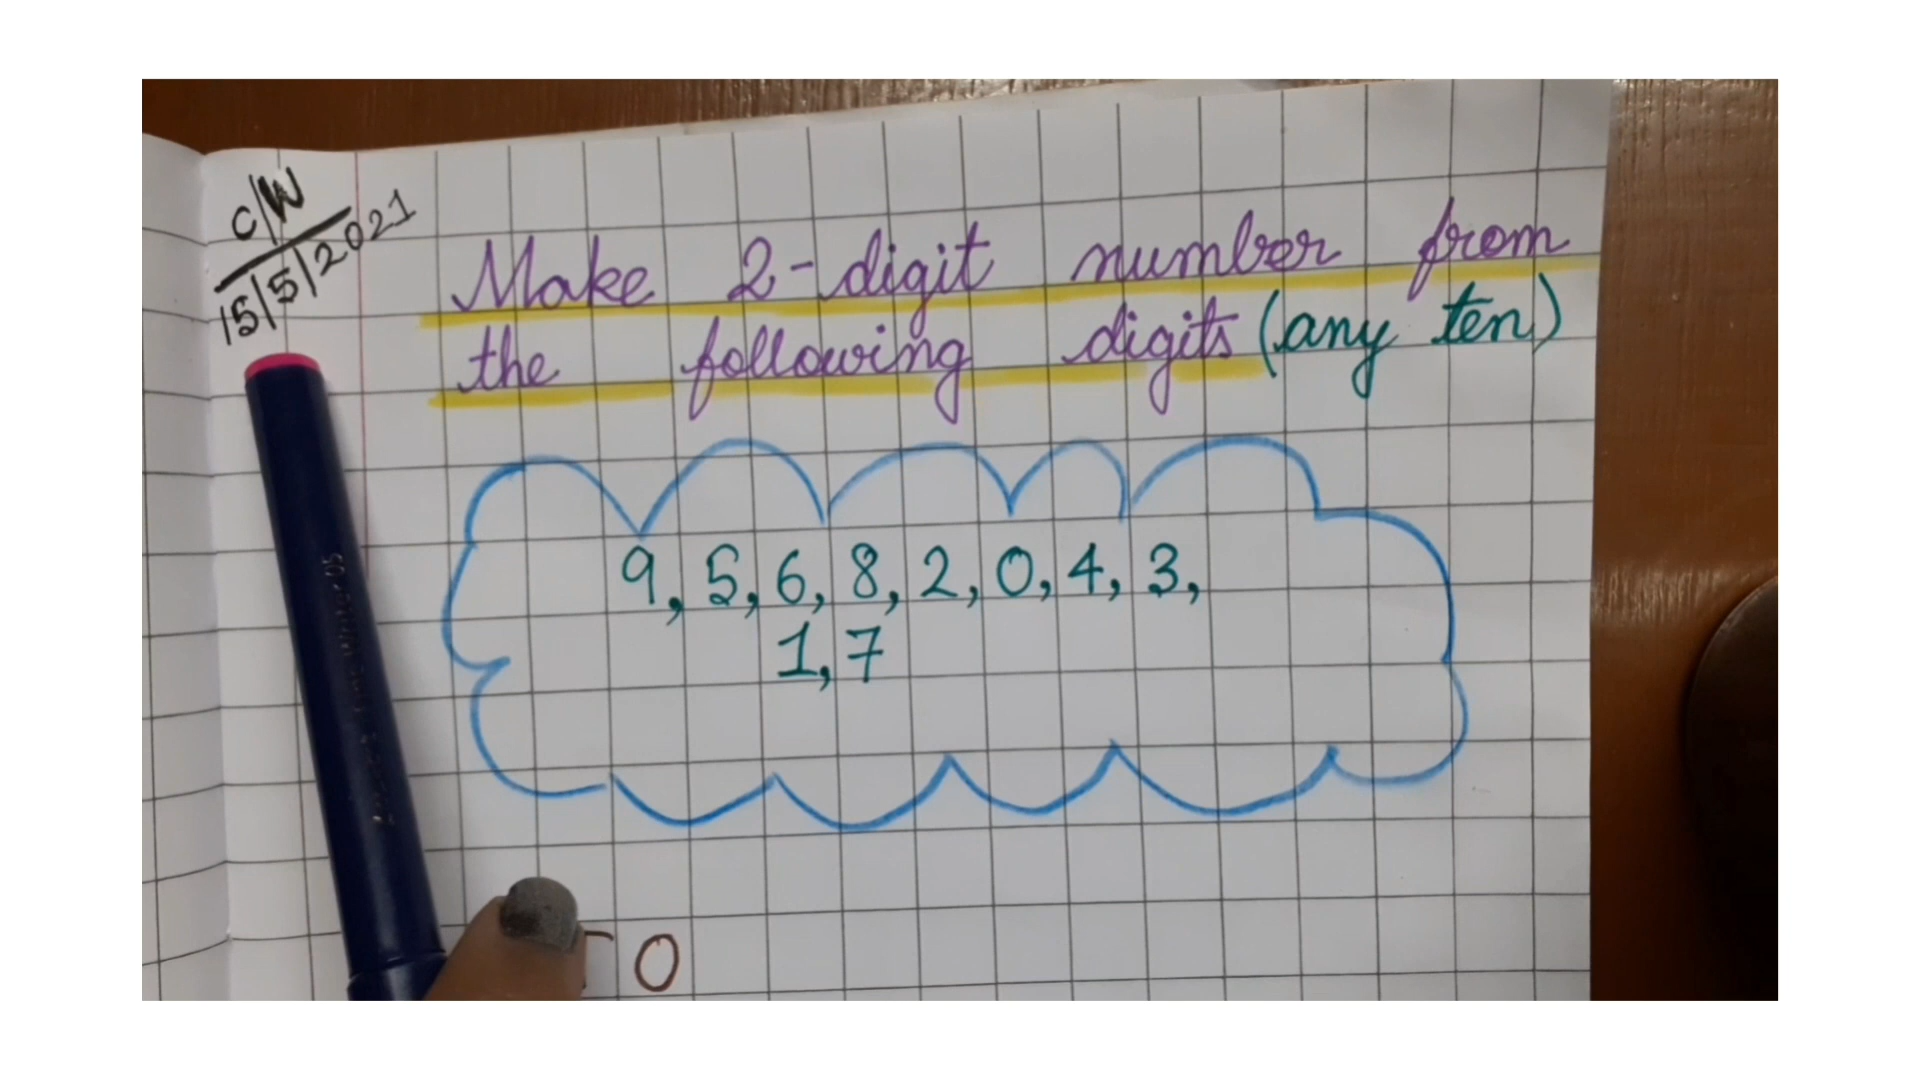 C/W
15/5/2021
Make 2-digit number from
the following digits (any ten)
9, 5, 6, 8, 2, 0, 4, 3,
1, 7
0